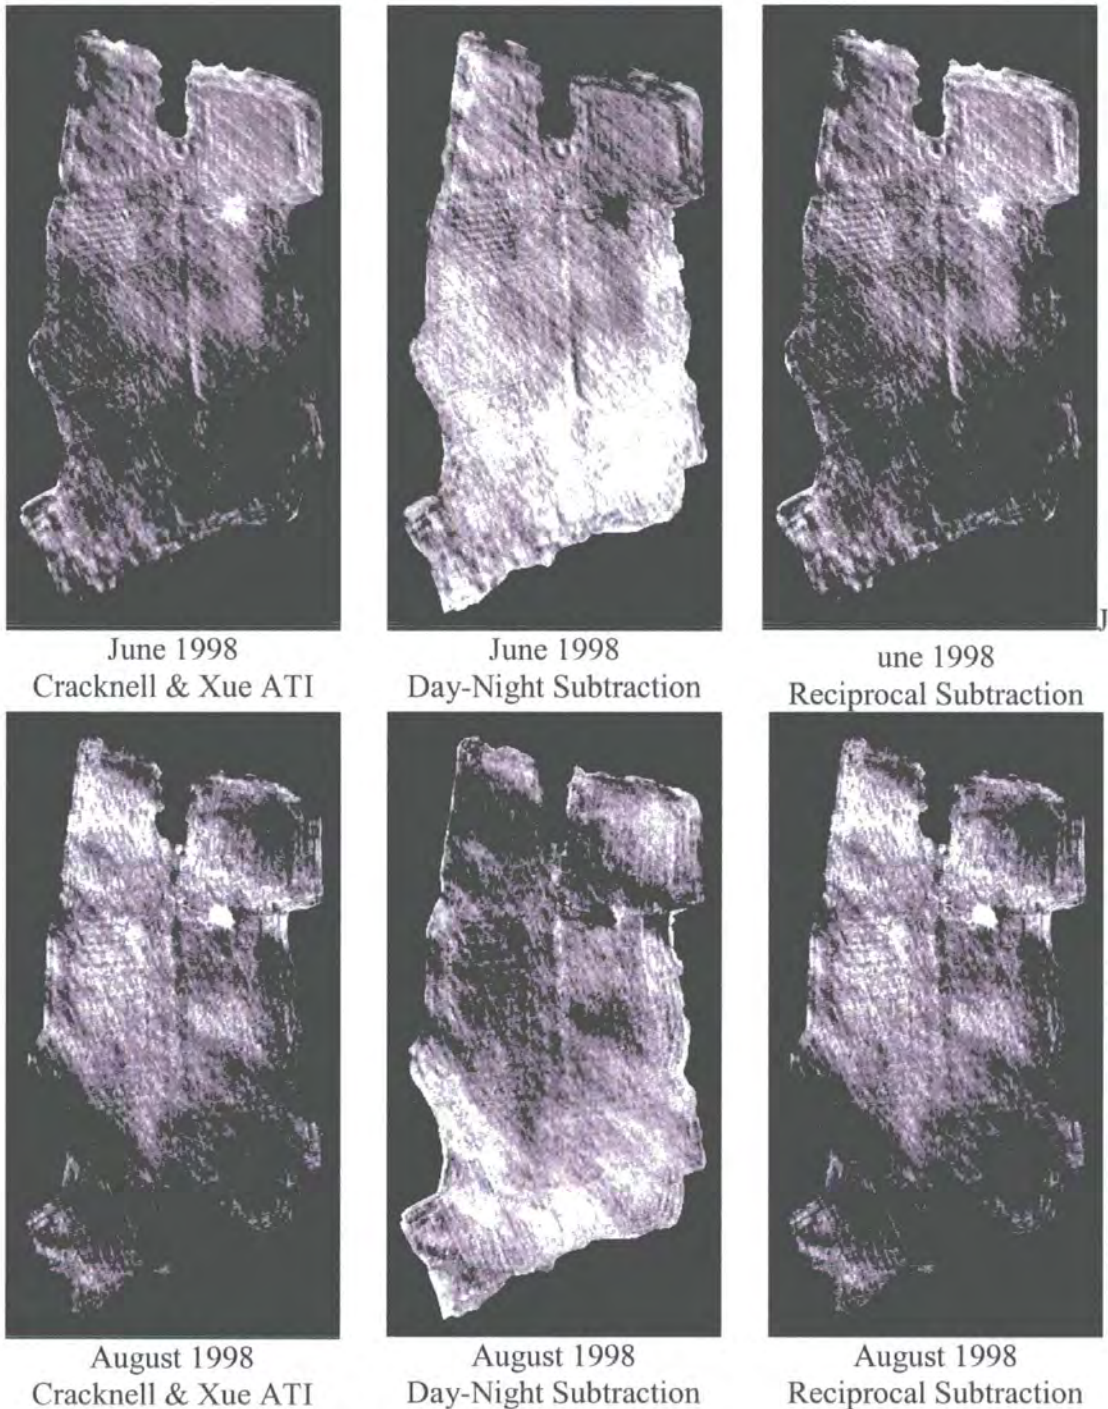 June 1998
Cracknell & Xue ATI
June 1998
Day-Night Subtraction
J
une 1998
Reciprocal Subtraction
August 1998
Cracknell & Xue ATI
August 1998
Day-Night Subtraction
August 1998
Reciprocal Subtraction